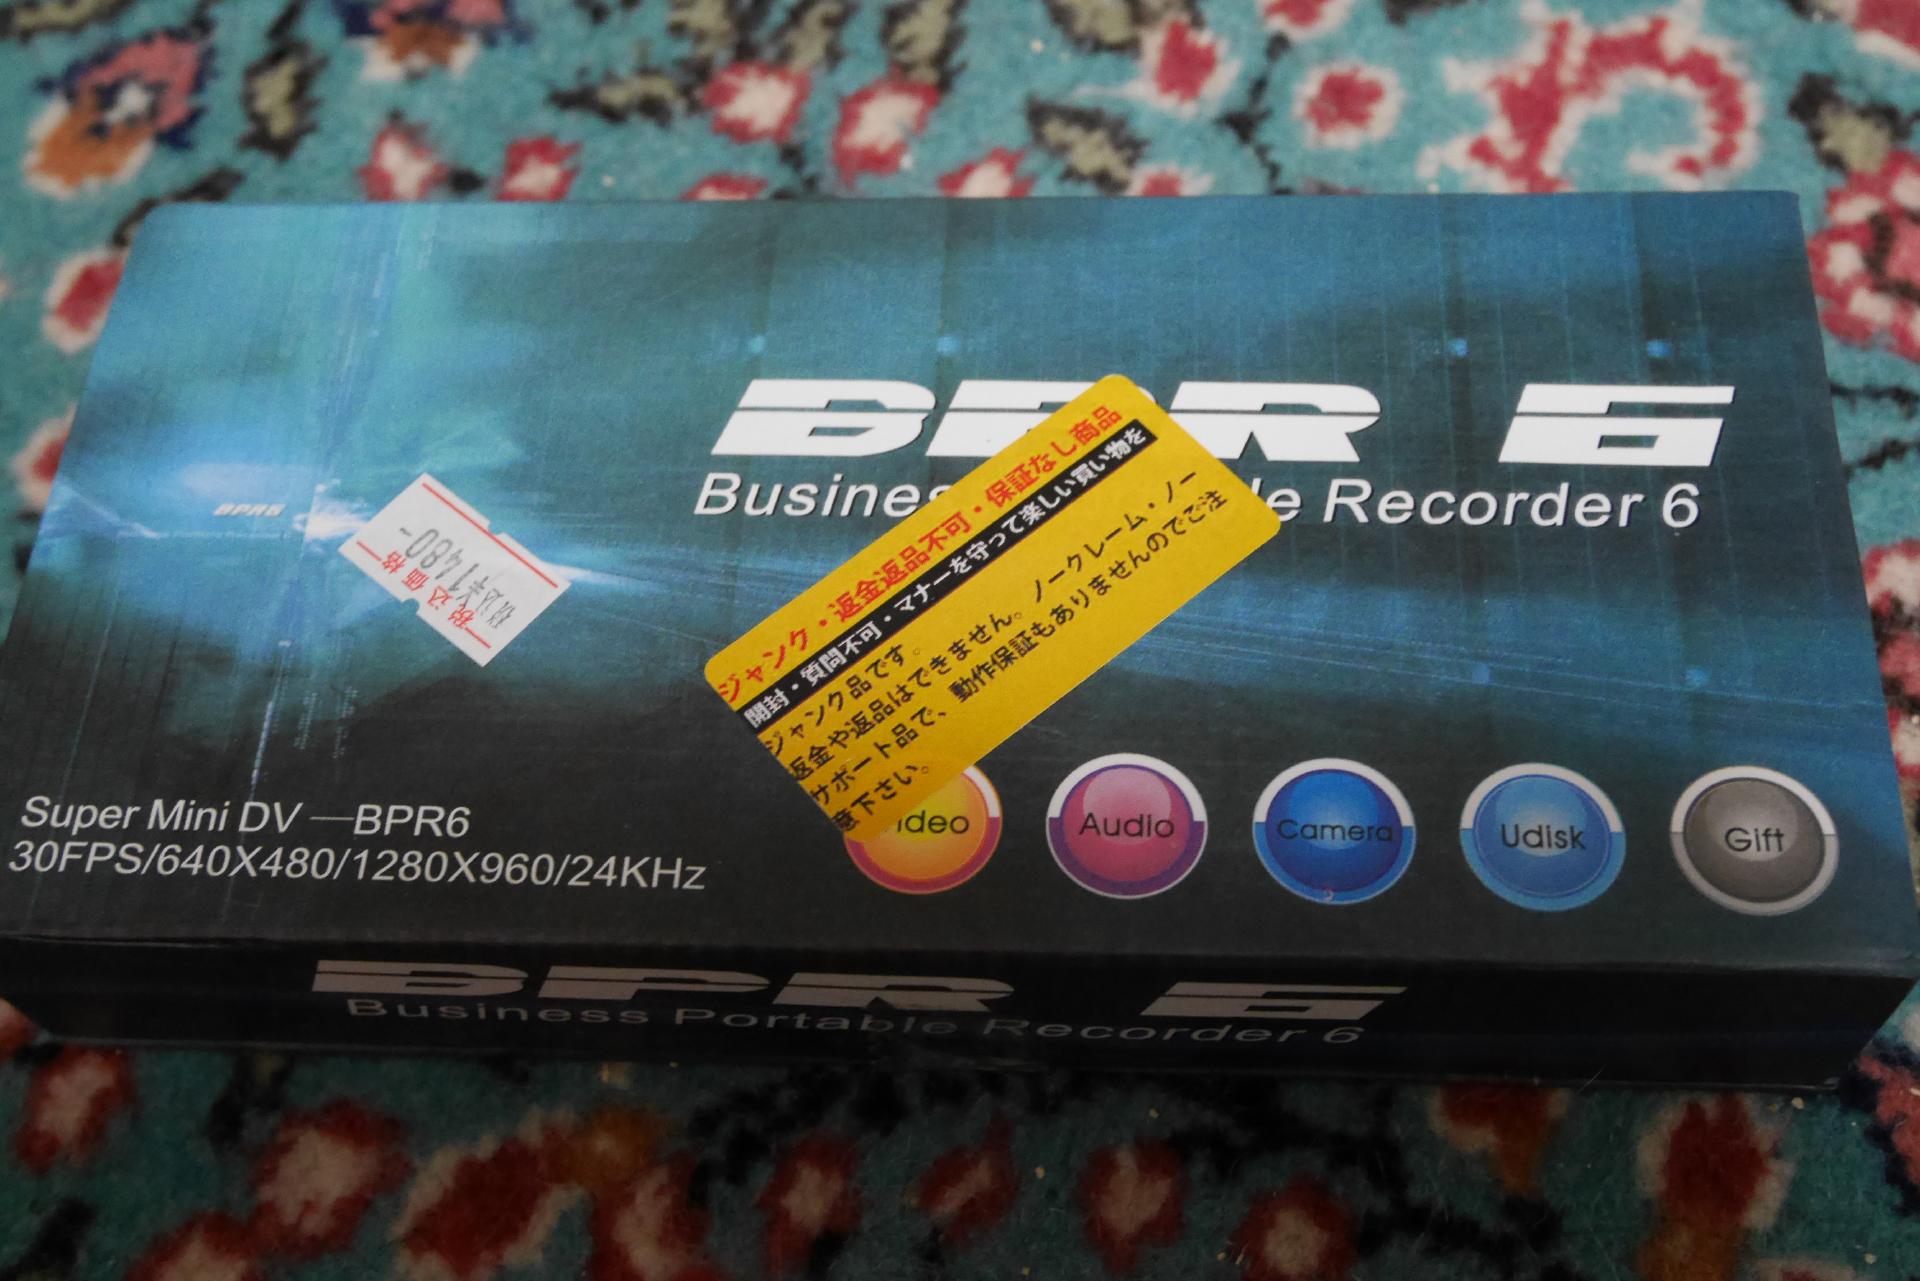 BPR 6
Busine e Recorder 6
BPR6
税込価格
税込¥1480-
ジャンク・返金返品不可・保証なし商品
開封・質問不可・マナーを守って楽しい買い物を
ジャンク品です。
返金や返品はできません。ノークレーム・ノー
サポート品で、動作保証もありませんのでご注
意下さい。
Super Mini DV —BPR6
30FPS/640X480/1280X960/24KHz
ideo
Audio
Camera
Udisk
Gift
BPR 6
Business Portable Recorder 6